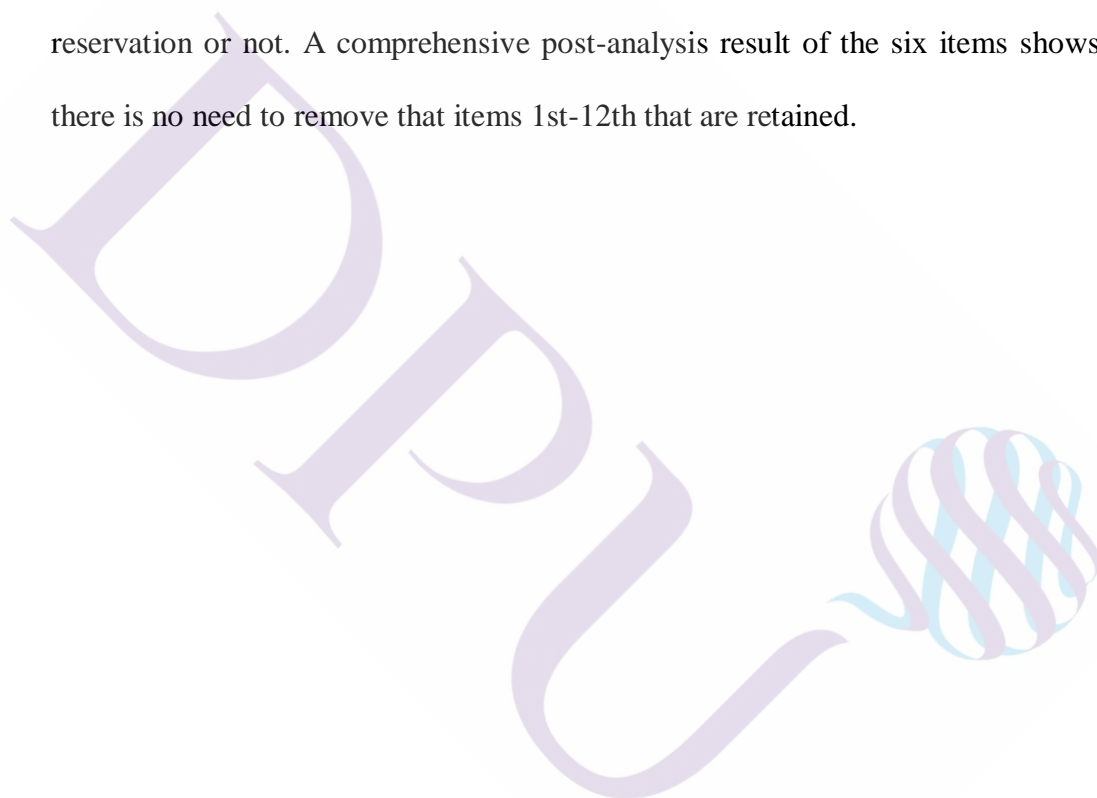 reservation or not. A comprehensive post-analysis result of the six items shows
there is no need to remove that items 1st-12th that are retained.
DPU